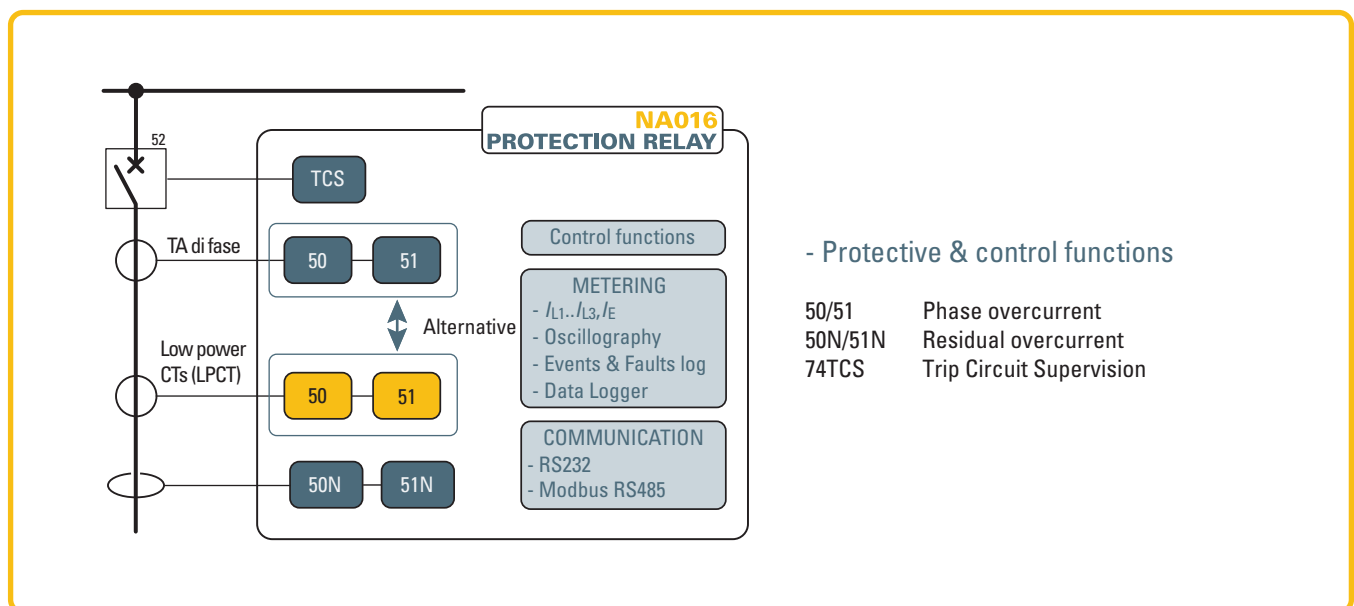 NA016
PROTECTION RELAY
52
TCS
TA di fase
50
51
Alternative
Low power
CTs (LPCT)
50
51
50N
51N
Control functions
METERING
- IL1..IL3, IE
- Oscillography
- Events & Faults log
- Data Logger
COMMUNICATION
- RS232
- Modbus RS485
- Protective & control functions
50/51 Phase overcurrent
50N/51N Residual overcurrent
74TCS Trip Circuit Supervision